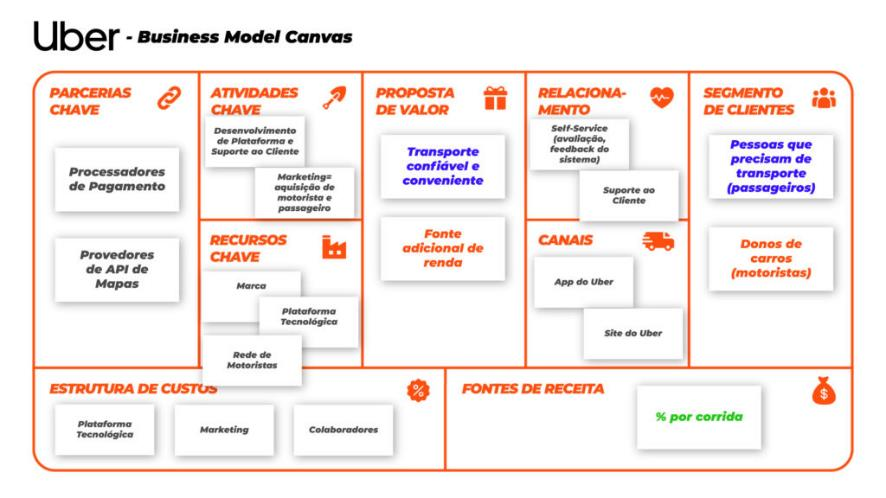 Uber - Business Model Canvas
PARCERIAS
CHAVE
Processadores
de Pagamento
Provedores
de API de
Mapas
ATIVIDADES
CHAVE
Desenvolvimento
de Plataforma e
Suporte ao Cliente
Marketing=
aquisição de
motorista e
passageiro
RECURSOS
CHAVE
Marca
Plataforma
Tecnológica
Rede de
Motoristas
PROPOSTA
DE VALOR
Transporte
confiável e
conveniente
Fonte
adicional de
renda
RELACIONA-
MENTO
Self-Service
(avaliação,
feedback do
sistema)
Suporte ao
Cliente
CANAIS
App do Uber
Site do Uber
SEGMENTO
DE CLIENTES
Pessoas que
precisam de
transporte
(passageiros)
Donos de
carros
(motoristas)
ESTRUTURA DE CUSTOS
%
Plataforma
Tecnológica
Marketing
Colaboradores
FONTES DE RECEITA
$
% por corrida